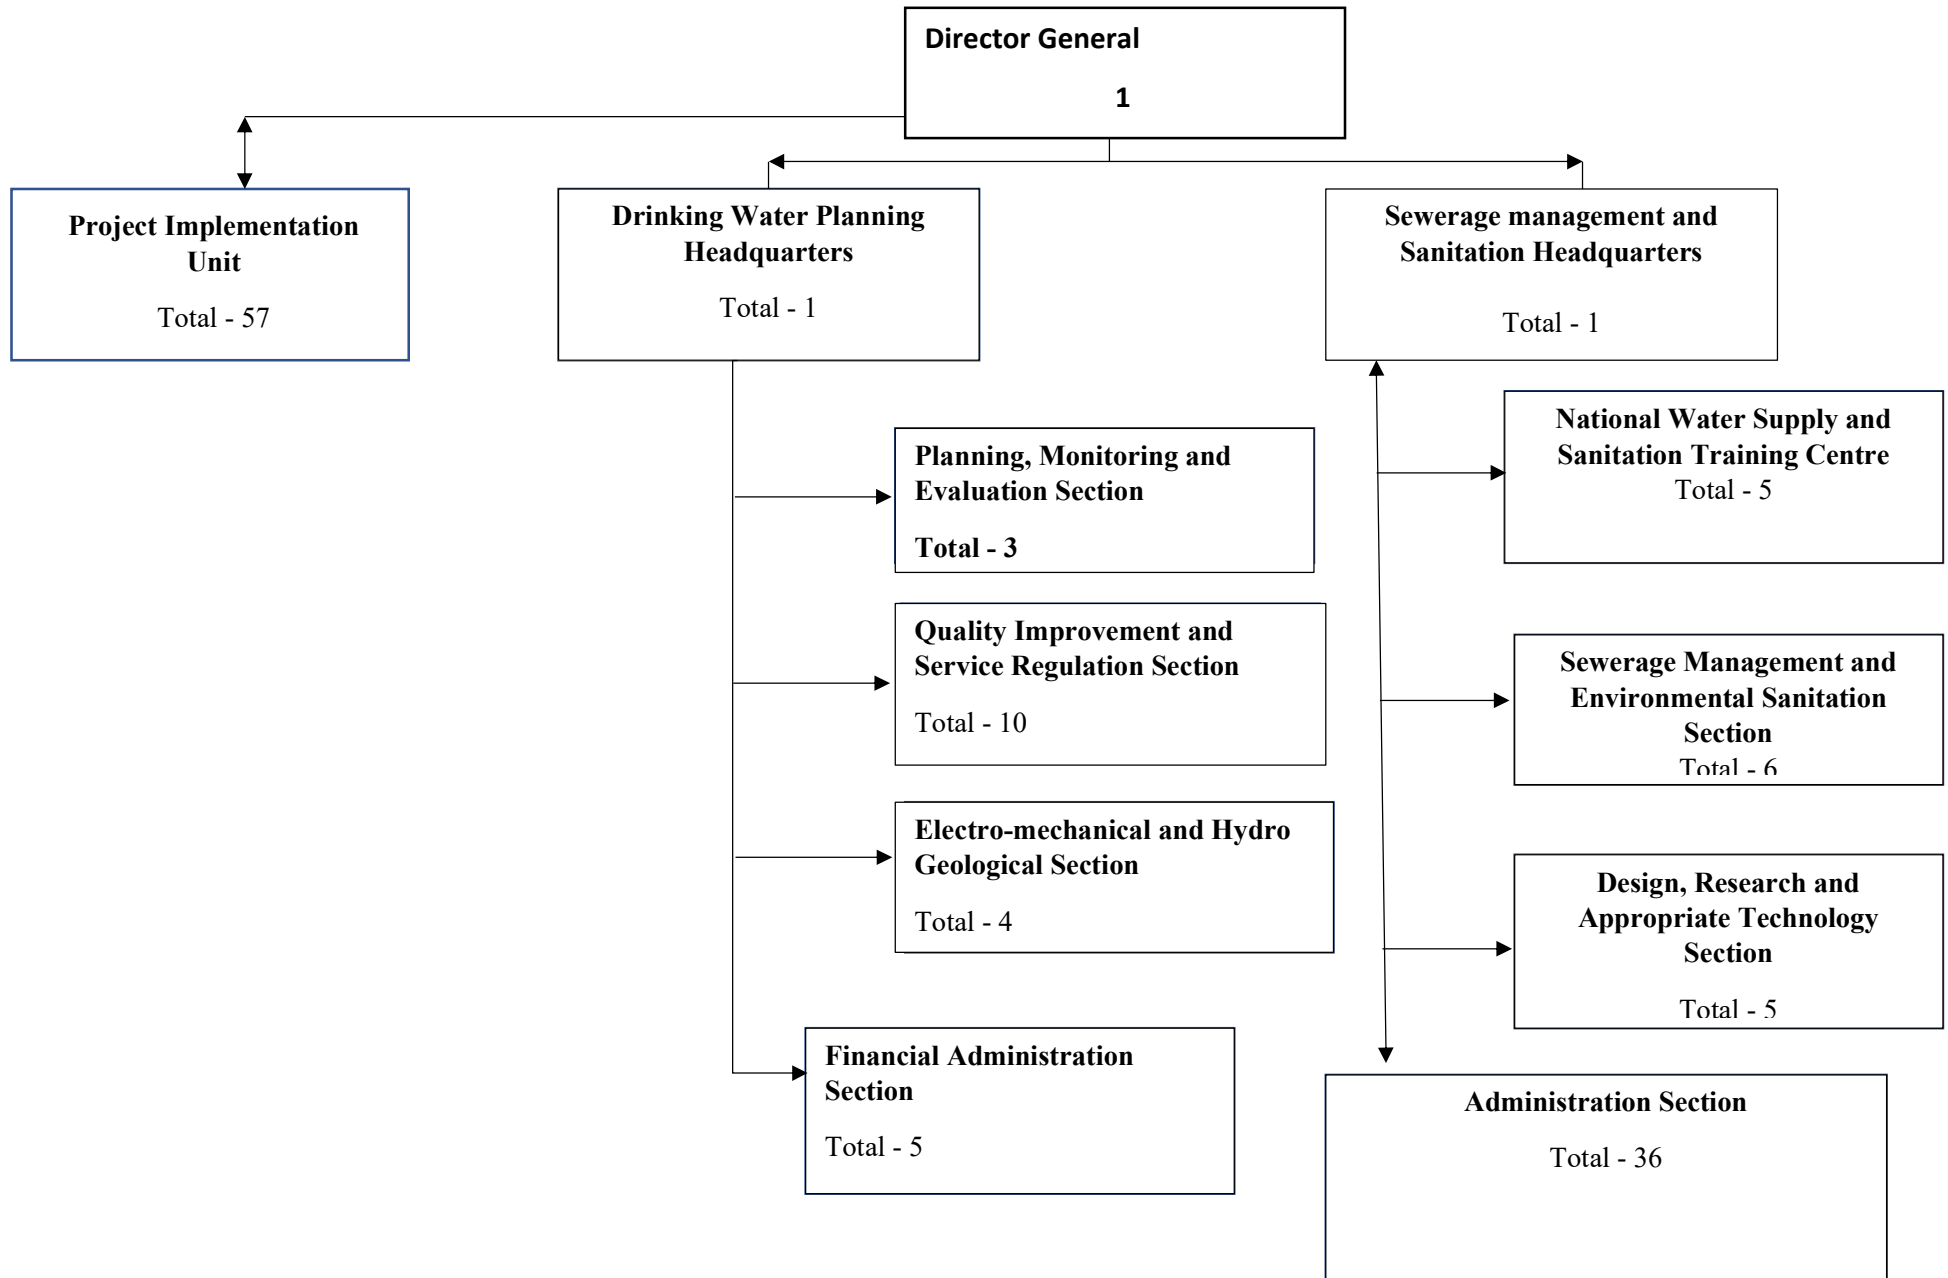 Director General
1
Project Implementation
Unit
Total - 57
Drinking Water Planning
Headquarters
Total - 1
Sewerage management and
Sanitation Headquarters
Total - 1
Planning, Monitoring and
Evaluation Section
Total - 3
Quality Improvement and
Service Regulation Section
Total - 10
Electro-mechanical and Hydro
Geological Section
Total - 4
Financial Administration
Section
Total - 5
National Water Supply and
Sanitation Training Centre
Total - 5
Sewerage Management and
Environmental Sanitation
Section
Total - 6
Design, Research and
Appropriate Technology
Section
Total - 5
Administration Section
Total - 36